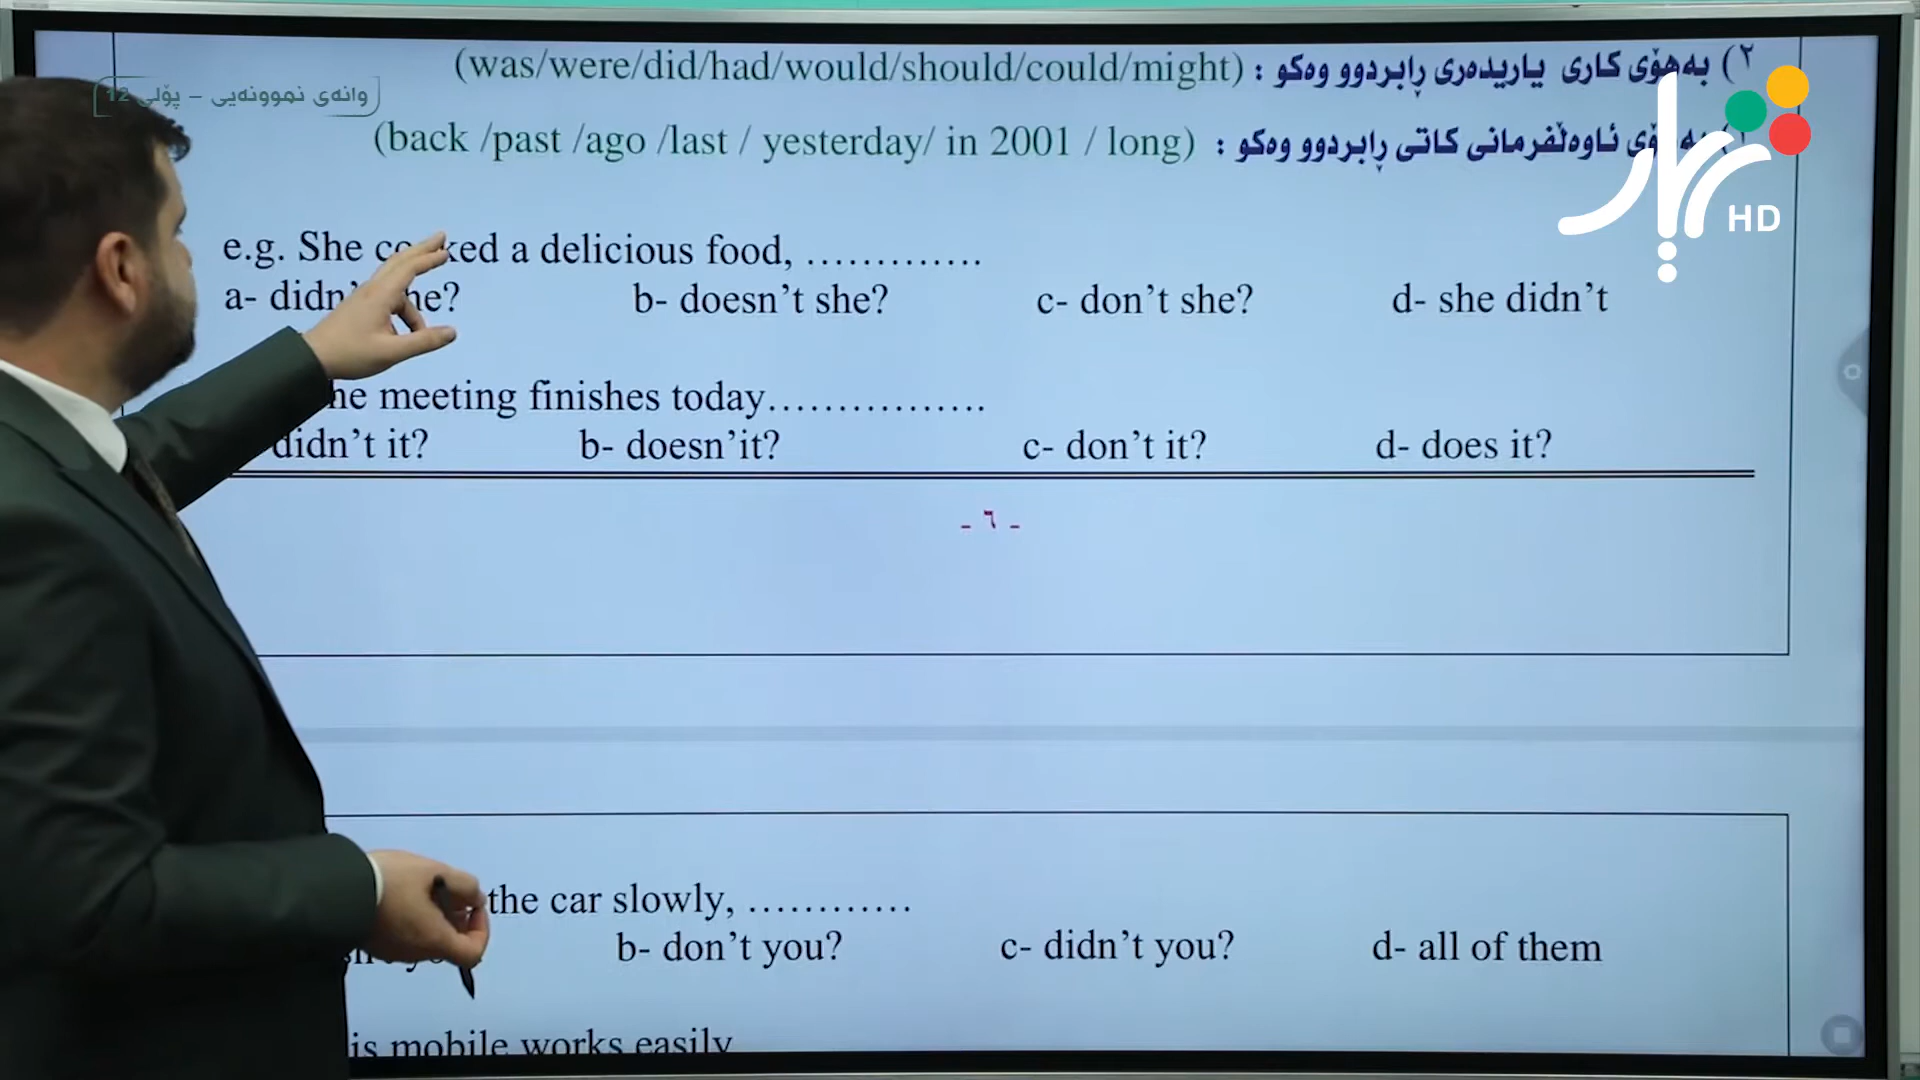 ٢) بەهۆی کاری یاریدەری ڕابردوو وەکو : (was/were/did/had/would/should/could/might)
وانەی نموونەیی – پۆلی 12
ئاوەڵفرمانی کاتی ڕابردوو وەکو : (back /past /ago /last / yesterday/ in 2001 / long)
HD
e.g. She cooked a delicious food, .............
a- didn't she? b- doesn't she? c- don't she? d- she didn't
meeting finishes today................
didn't it? b- doesn'it? c- don't it? d- does it?
- ٦ -
the car slowly, ............
b- don't you? c- didn't you? d- all of them
is mobile works easily